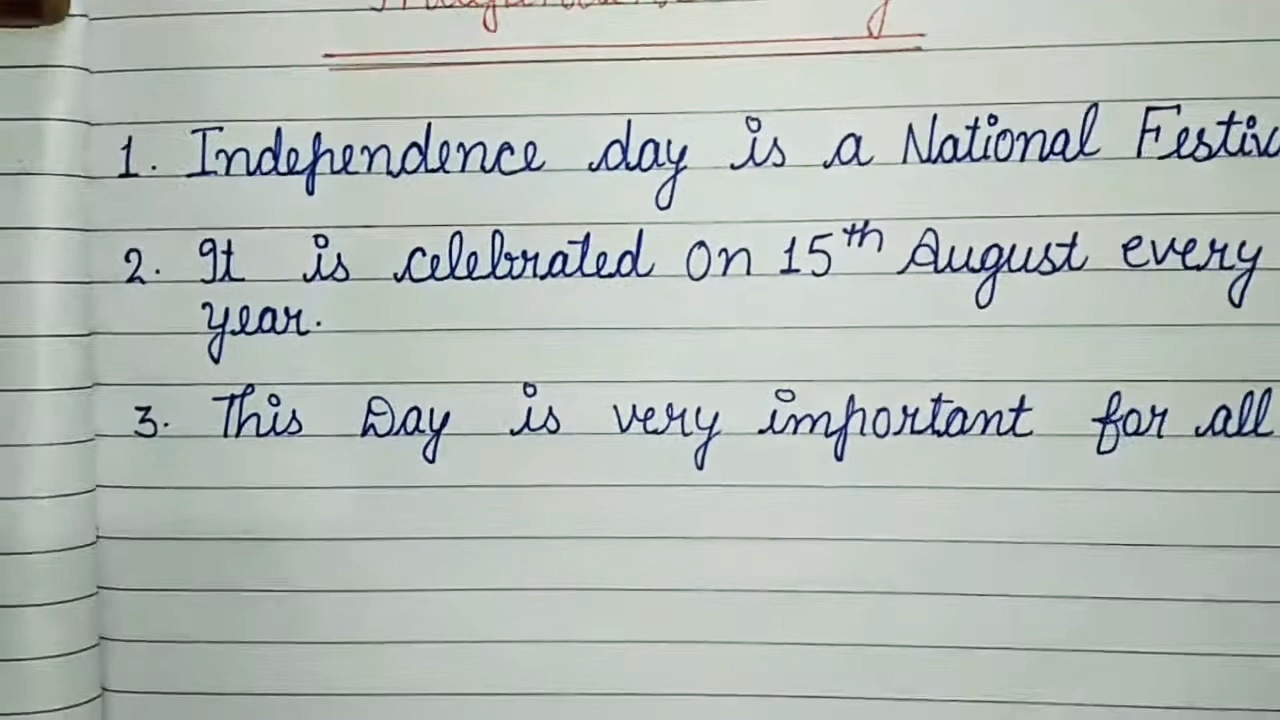 1. Independence day is a National
2. It is celebrated on 15th August every
year.
3. This Day is very important for all